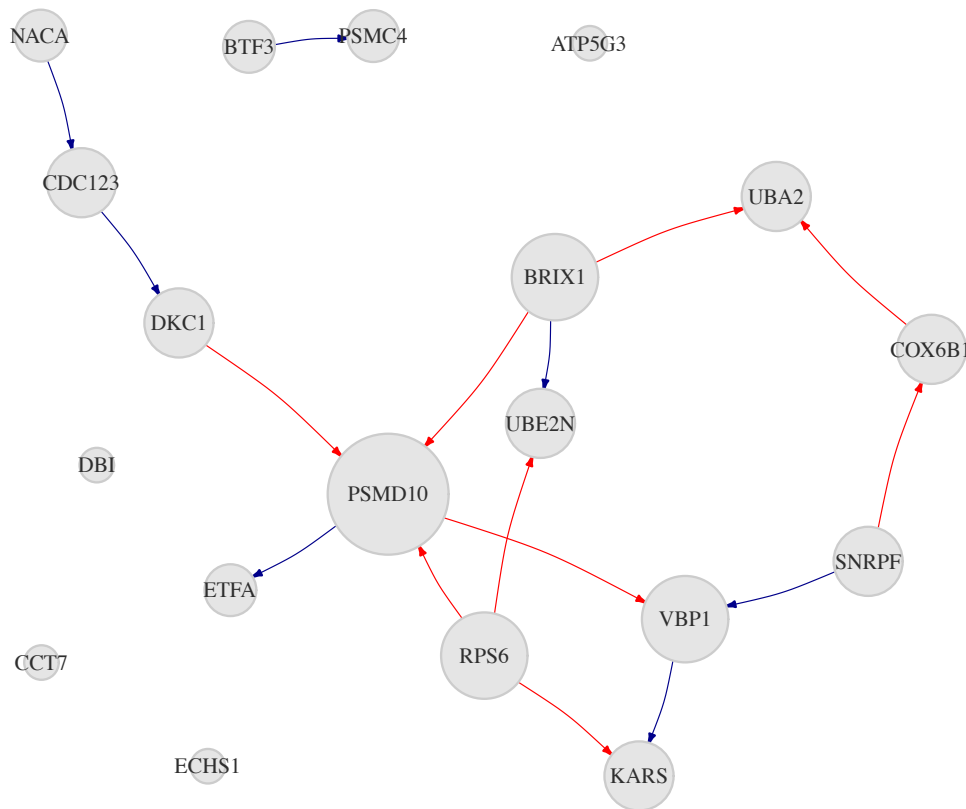 NACA
BTF3
PSMC4
ATP5G3
CDC123
UBA2
BRIX1
DKC1
COX6B1
UBE2N
DBI
PSMD10
SNRPF
ETFA
VBP1
RPS6
CCT7
ECHS1
KARS